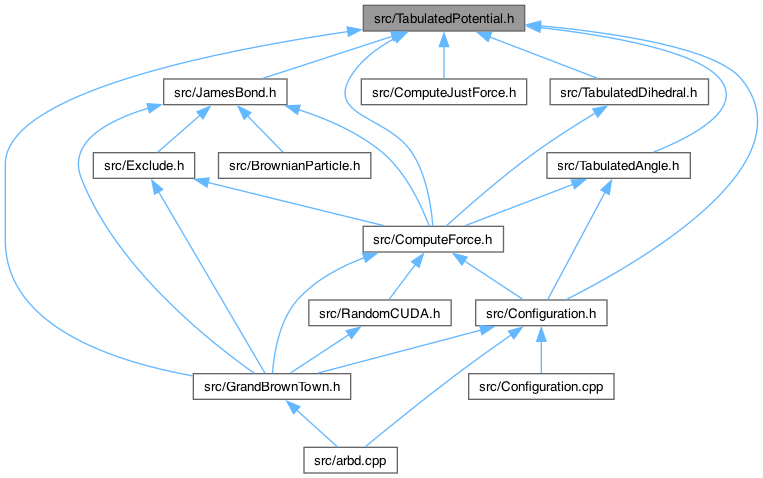 src/TabulatedPotential.h
src/JamesBond.h
src/ComputeJustForce.h
src/TabulatedDihedral.h
src/Exclude.h
src/BrownianParticle.h
src/TabulatedAngle.h
src/ComputeForce.h
src/RandomCUDA.h
src/Configuration.h
src/GrandBrownTown.h
src/Configuration.cpp
src/arbd.cpp